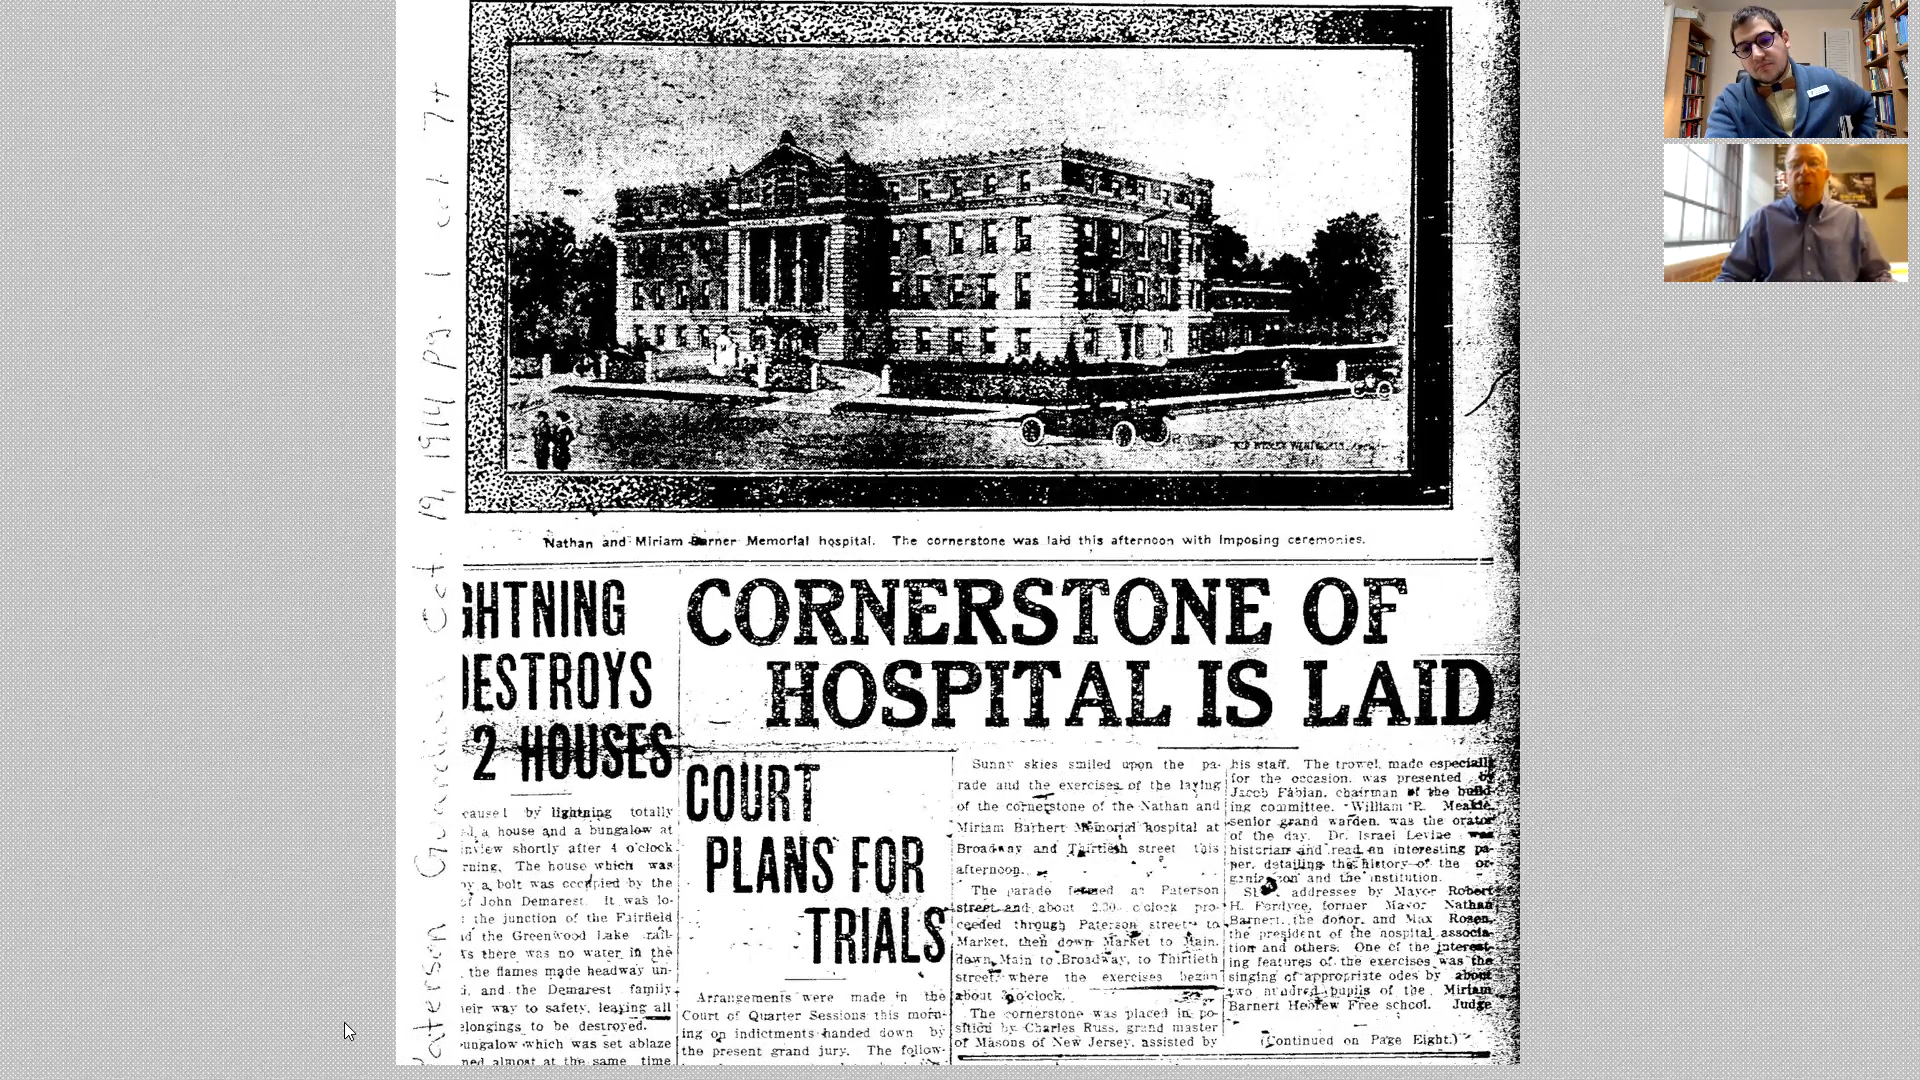 Paterson Guardian Oct 19, 1914 pg. 1 col 7+
Nathan and Miriam Barner Memorial hospital. The cornerstone was laid this afternoon with imposing ceremonies.
GHTNING
DESTROYS
2 HOUSES
caused by lightning totally
a house and a bungalow at
shortly after 4 o'clock
rning. The house which was
by a bolt was occupied by the
of John Demarest. It was lo-
the junction of the Fairfield
d the Greenwood Lake rail-
s there was no water in the
the flames made headway un-
and the Demarest family
heir way to safety, leaving all
elongings to be destroyed.
ungalow which was set ablaze
ned almost at the same time
CORNERSTONE OF
HOSPITAL IS LAID
COURT
PLANS FOR
TRIALS
Arrangements were made in the
Court of Quarter Sessions this morn-
ing on indictments handed down by
the present grand jury. The follow-
Sunny skies smiled upon the pa-
rade and the exercises of the laying
of the cornerstone of the Nathan and
Miriam Barnert Memorial hospital at
Broadway and Thirtieth street this
afternoon.
The parade formed at Paterson
street and about 2.30 o'clock pro-
ceeded through Paterson street to
Market, then down Market to Main,
down Main to Broadway, to Thirtieth
street where the exercises began
about 3 o'clock.
The cornerstone was placed in po-
sition by Charles Russ, grand master
of Masons of New Jersey, assisted by
his staff. The trowel, made especially
for the occasion, was presented by
Jacob Fabian, chairman of the build-
ing committee. William R. Meakle,
senior grand warden, was the orator
of the day. Dr. Israel Levine was
historian and read an interesting pa-
per, detailing the history of the or-
ganization and the institution.
addresses by Mayor Robert
H. Fordyce, former Mayor Nathan
Barnert, the donor, and Max Rosen,
the president of the hospital associa-
tion and others. One of the interest-
ing features of the exercises was the
singing of appropriate odes by about
two hundred pupils of the Miriam
Barnert Hebrew Free school. Judge
(Continued on Page Eight.)